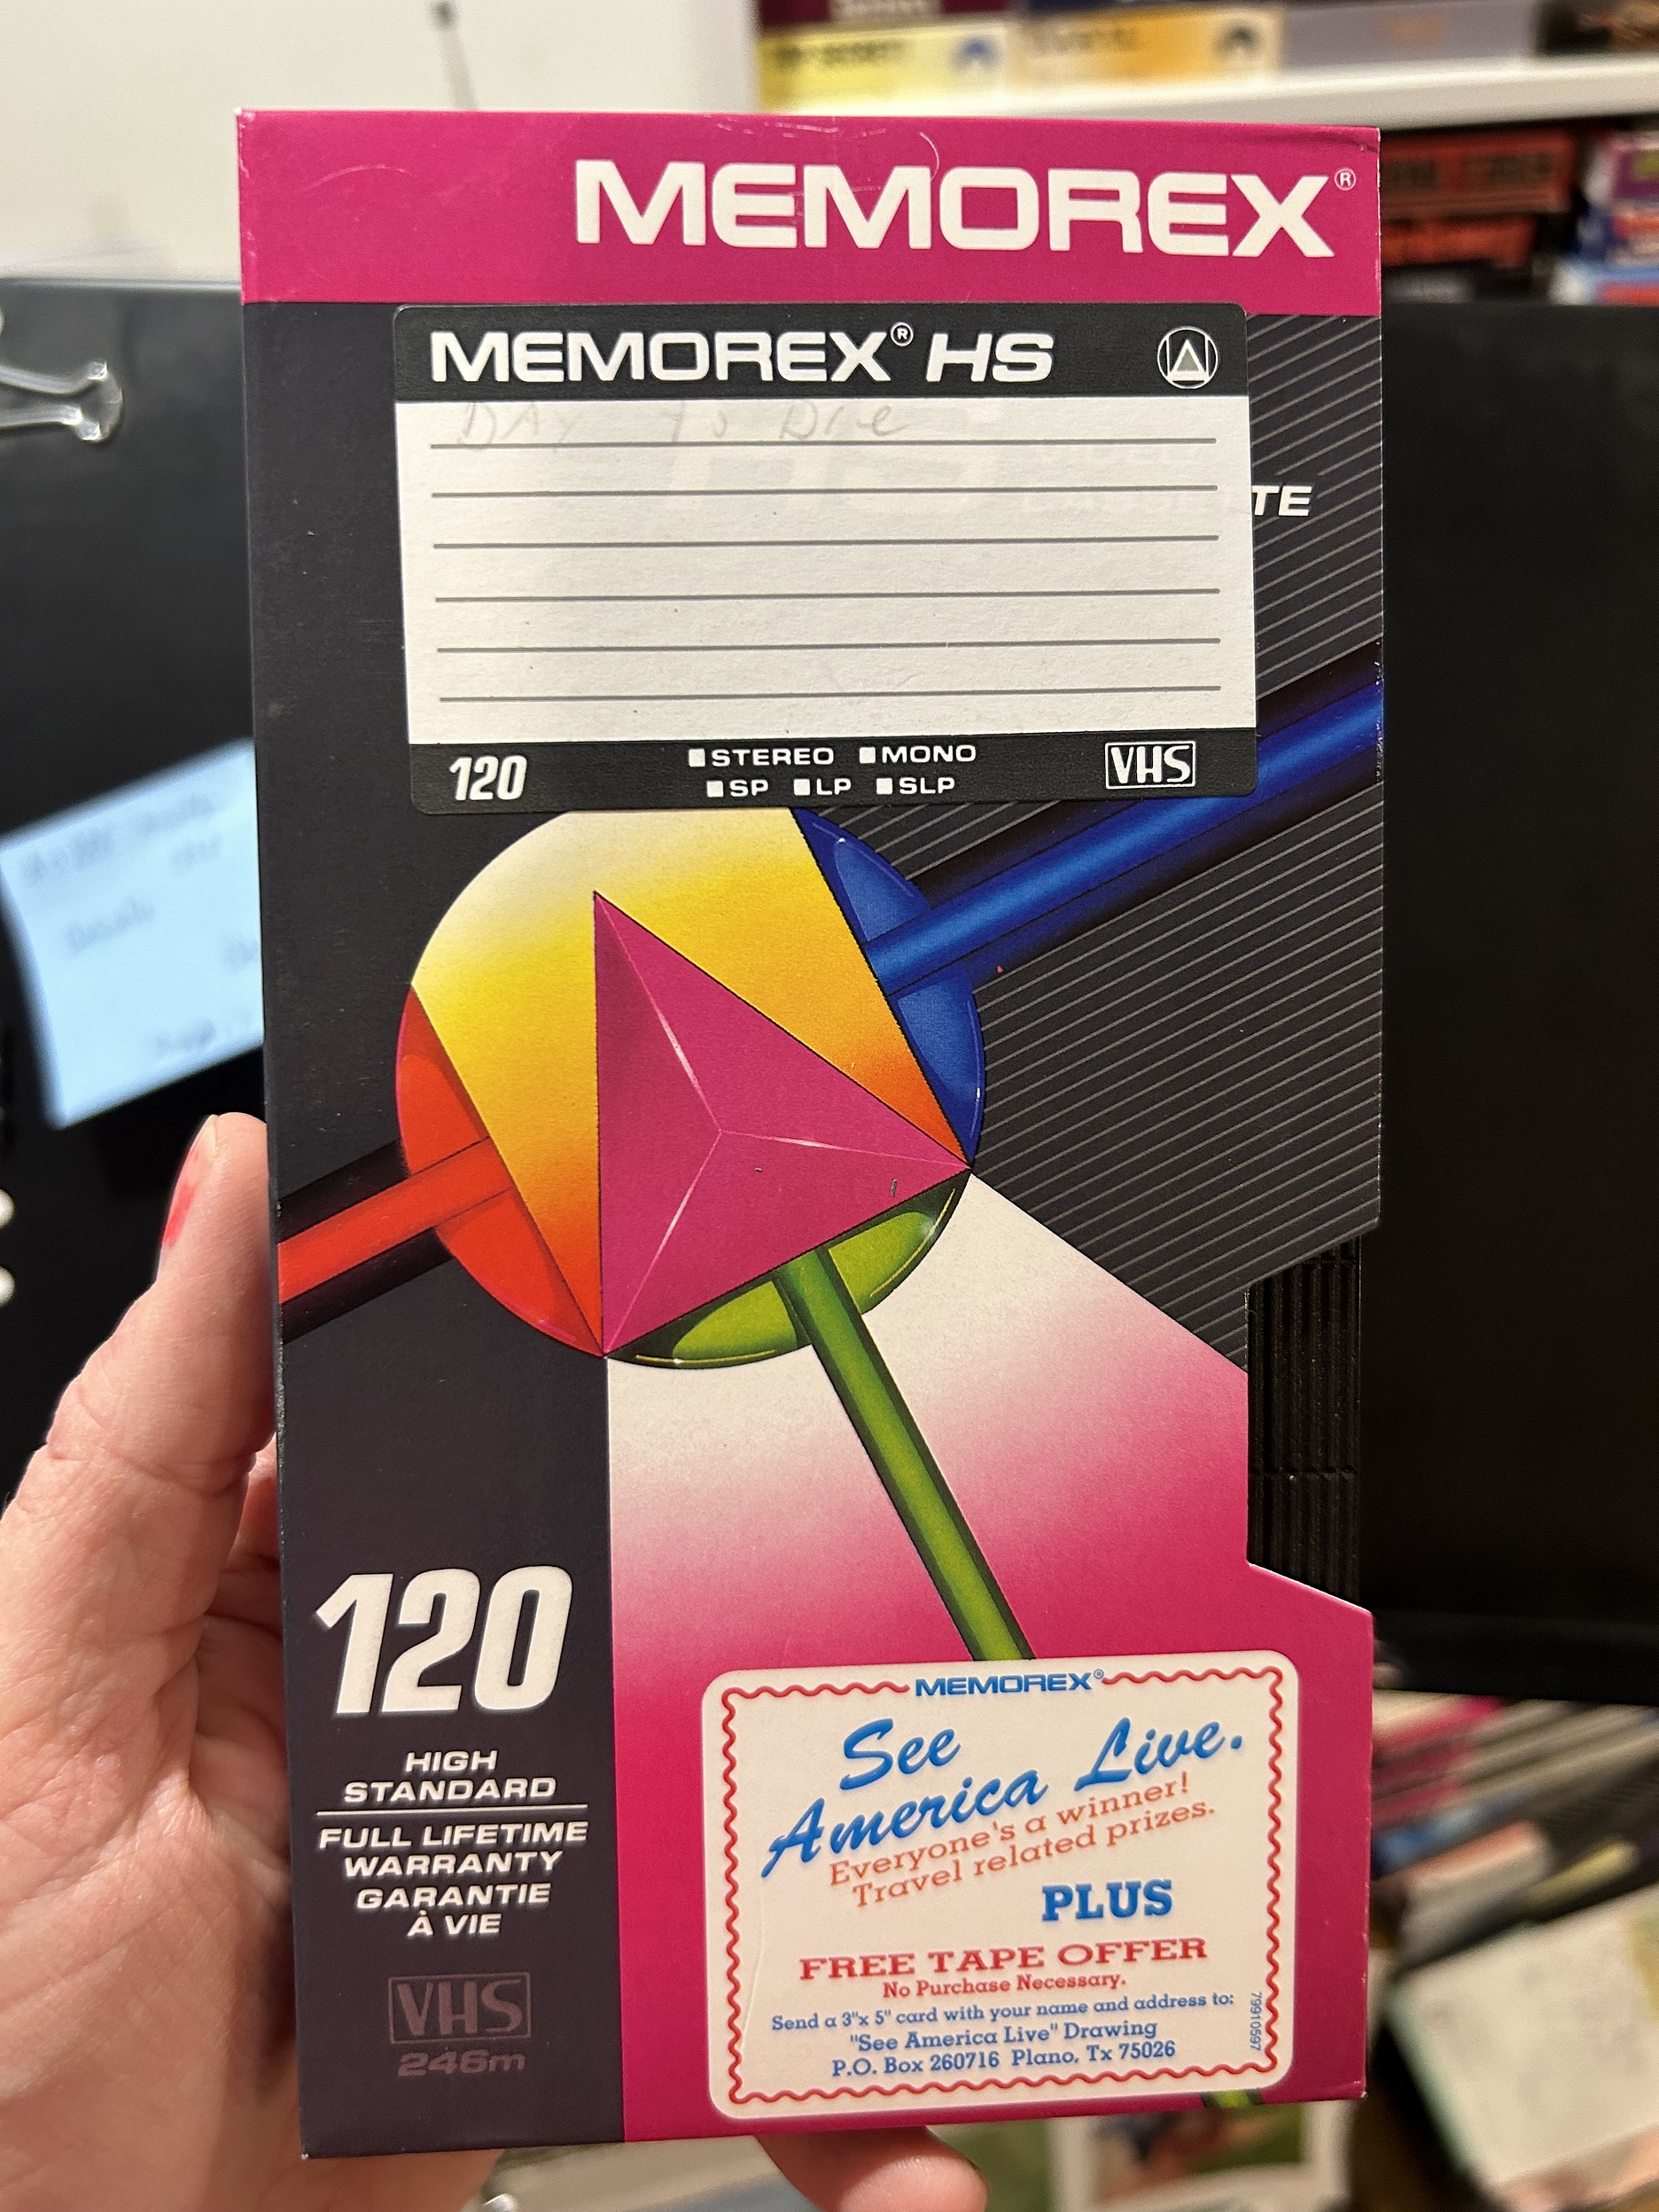 MEMOREX®
MEMOREX® HS
DAY to Die
TE
120
STEREO MONO
SP LP SLP
VHS
120
HIGH
STANDARD
FULL LIFETIME
WARRANTY
GARANTIE
À VIE
VHS
246m
MEMOREX®
See
America Live.
Everyone's a winner!
Travel related prizes.
PLUS
FREE TAPE OFFER
No Purchase Necessary.
Send a 3"x 5" card with your name and address to:
"See America Live" Drawing
P.O. Box 260716 Plano, Tx 75026
79910597